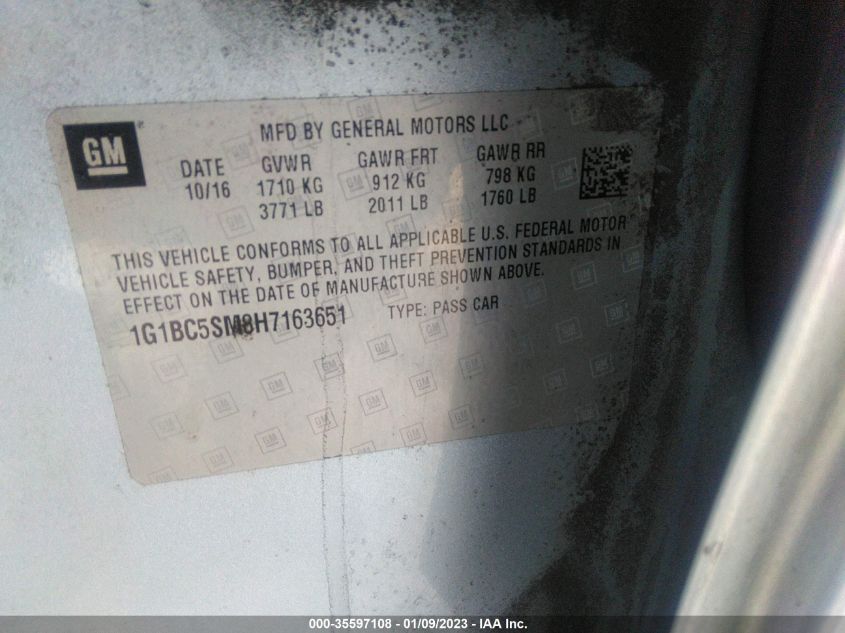 GM
MFD BY GENERAL MOTORS LLC
DATE GVWR GAWR FRT GAWR RR
10/16 1710 KG 912 KG 798 KG
3771 LB 2011 LB 1760 LB
THIS VEHICLE CONFORMS TO ALL APPLICABLE U.S. FEDERAL MOTOR
VEHICLE SAFETY, BUMPER, AND THEFT PREVENTION STANDARDS IN
EFFECT ON THE DATE OF MANUFACTURE SHOWN ABOVE.
1G1BC5SM8H7163651 TYPE: PASS CAR
000-35597108 - 01/09/2023 - IAA Inc.